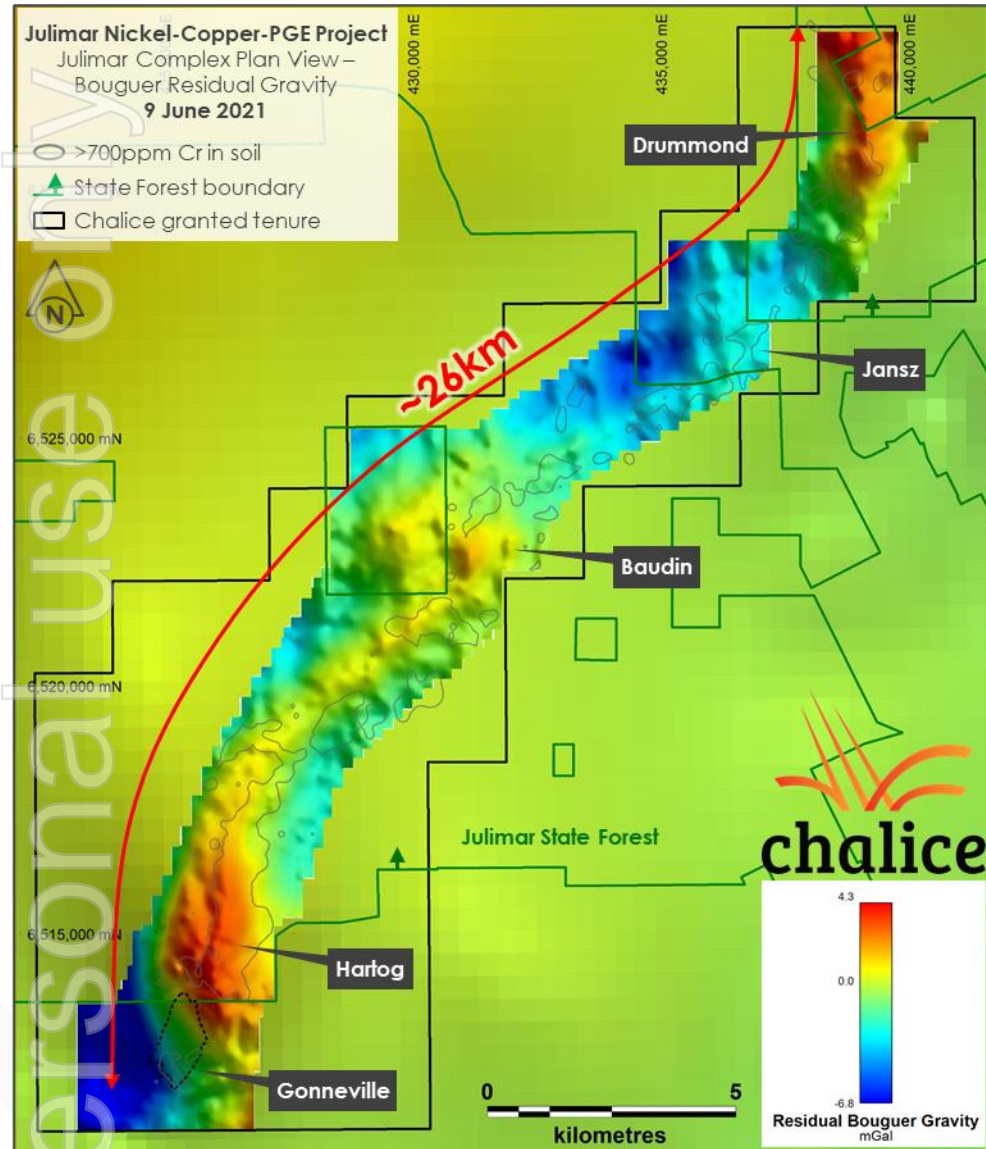 Julimar Nickel-Copper-PGE Project
Julimar Complex Plan View –
Bouguer Residual Gravity
9 June 2021
>700ppm Cr in soil
State Forest boundary
Chalice granted tenure
N
430,000 mE
435,000 mE
440,000 mE
Drummond
~26km
Jansz
6,525,000 mN
Baudin
6,520,000 mN
chalice
Julimar State Forest
6,515,000 mN
Hartog
Gonneville
0 5
kilometres
4.3
0.0
-6.8
Residual Bouguer Gravity
mGal
ersonal use only